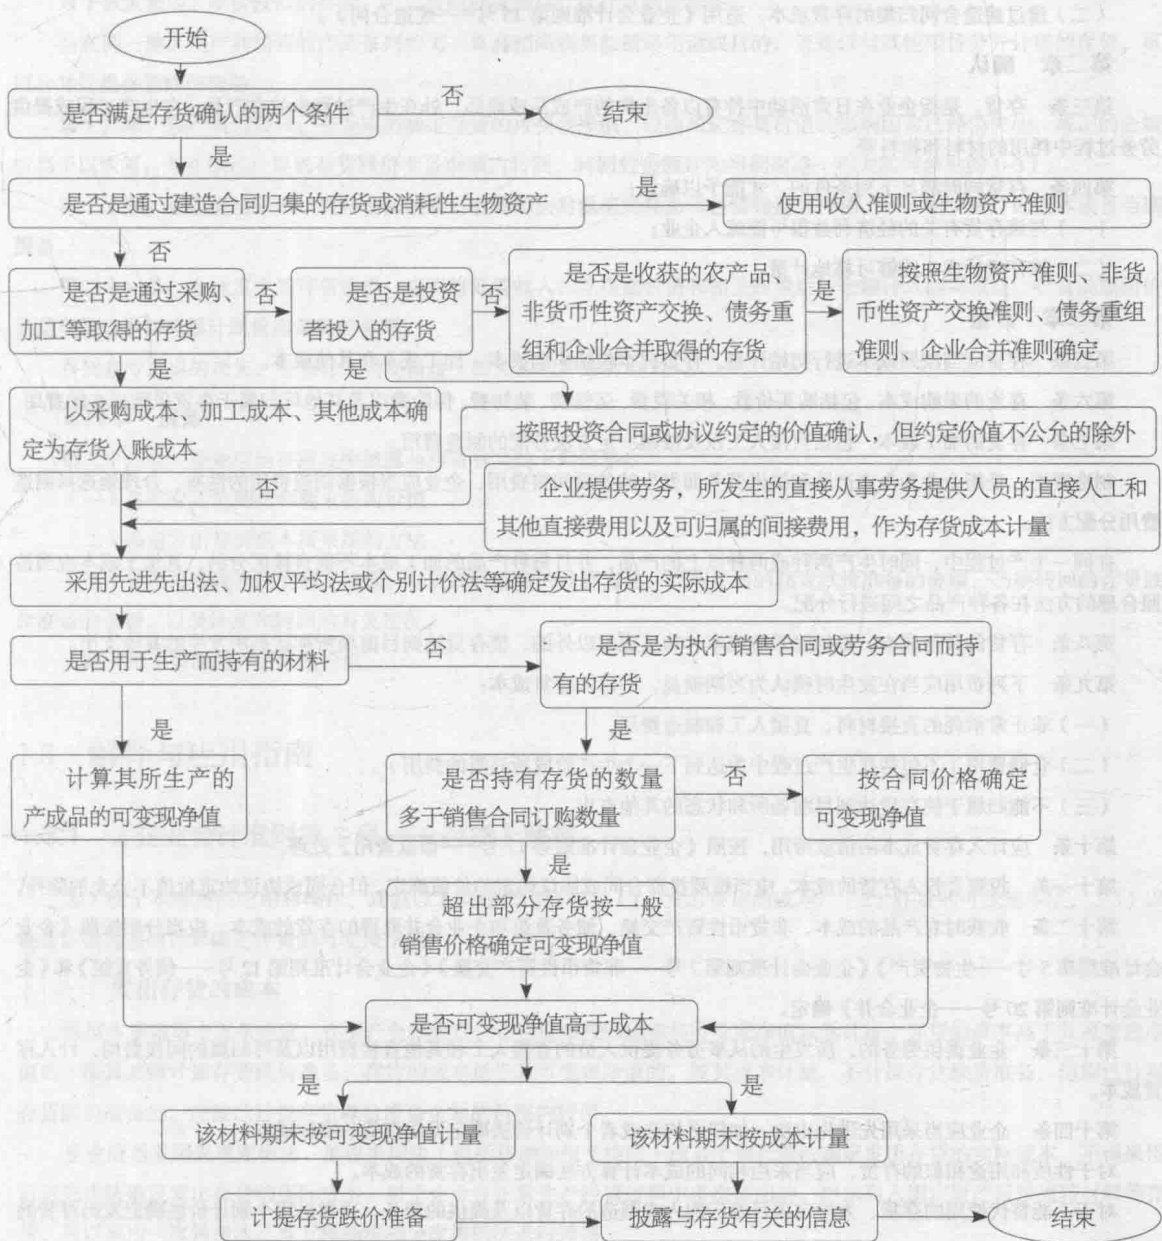 开始
是否满足存货确认的两个条件
否
结束
是
是否是通过建造合同归集的存货或消耗性生物资产
是
使用收入准则或生物资产准则
否
是否是通过采购、
加工等取得的存货
否
是否是投资
者投入的存货
否
是否是收获的农产品、
非货币性资产交换、债务重
组和企业合并取得的存货
是
按照生物资产准则、非货
币性资产交换准则、债务重组
准则、企业合并准则确定
是
是
以采购成本、加工成本、其他成本确
定为存货入账成本
按照投资合同或协议约定的价值确认，但约定价值不公允的除外
否
企业提供劳务，所发生的直接从事劳务提供人员的直接人工和
其他直接费用以及可归属的间接费用，作为存货成本计量
采用先进先出法、加权平均法或个别计价法等确定发出存货的实际成本
是否用于生产而持有的材料
否
是否是为执行销售合同或劳务合同而持
有的存货
是
是
计算其所生产的
产成品的可变现净值
是否持有存货的数量
多于销售合同订购数量
否
按合同价格确定
可变现净值
是
超出部分存货按一般
销售价格确定可变现净值
是否可变现净值高于成本
是
是
该材料期末按可变现净值计量
该材料期末按成本计量
计提存货跌价准备
披露与存货有关的信息
结束